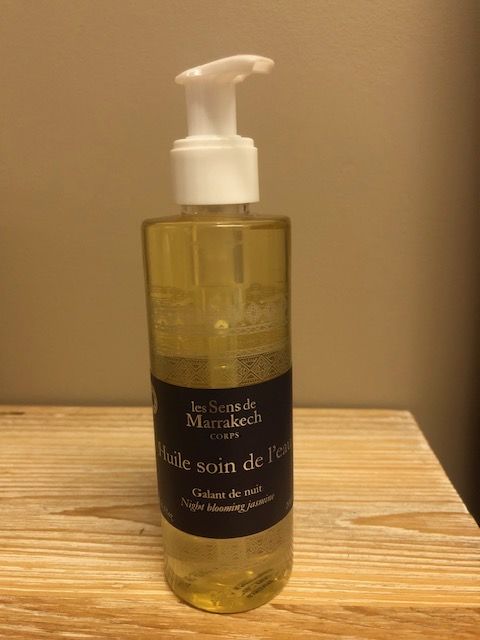 les Sens de
Marrakech
CORPS
Huile soin de l'eau
Galant de nuit
Night blooming jasmine